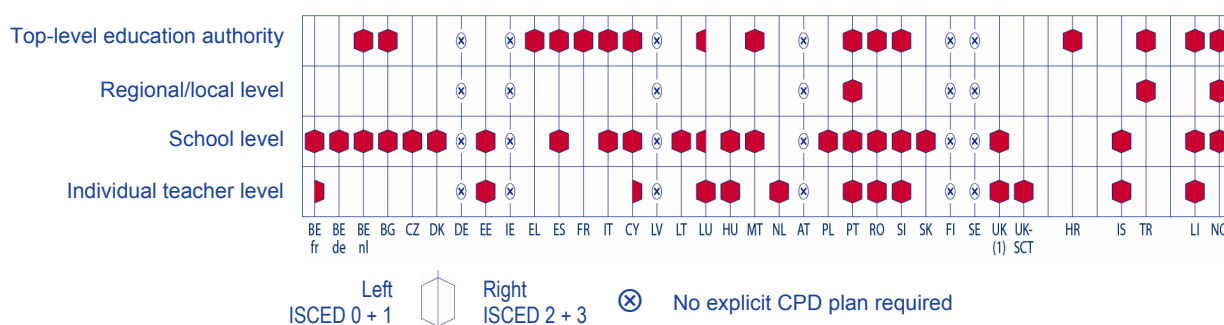 Top-level education authority
Regional/local level
School level
Individual teacher level
BE BE BE BG CZ DK DE EE IE EL ES FR IT CY LV LT LU HU MT NL AT PL PT RO SI SK FI SE UK UK- HR IS TR LI NO
fr de nl (1) SCT
Left Right
ISCED 0 + 1 ISCED 2 + 3 No explicit CPD plan required